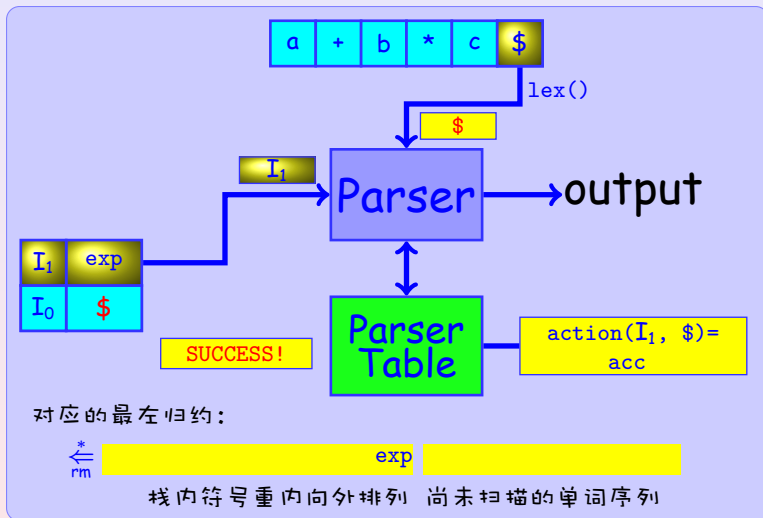 a + b * c $
lex()
$
I₁
Parser
output
I₁ exp
I₀ $
Parser
Table
action(I₁, $)=
acc
SUCCESS!
对应的最左归约:
*
⇐
rm
exp
栈内符号重内向外排列 尚未扫描的单词序列